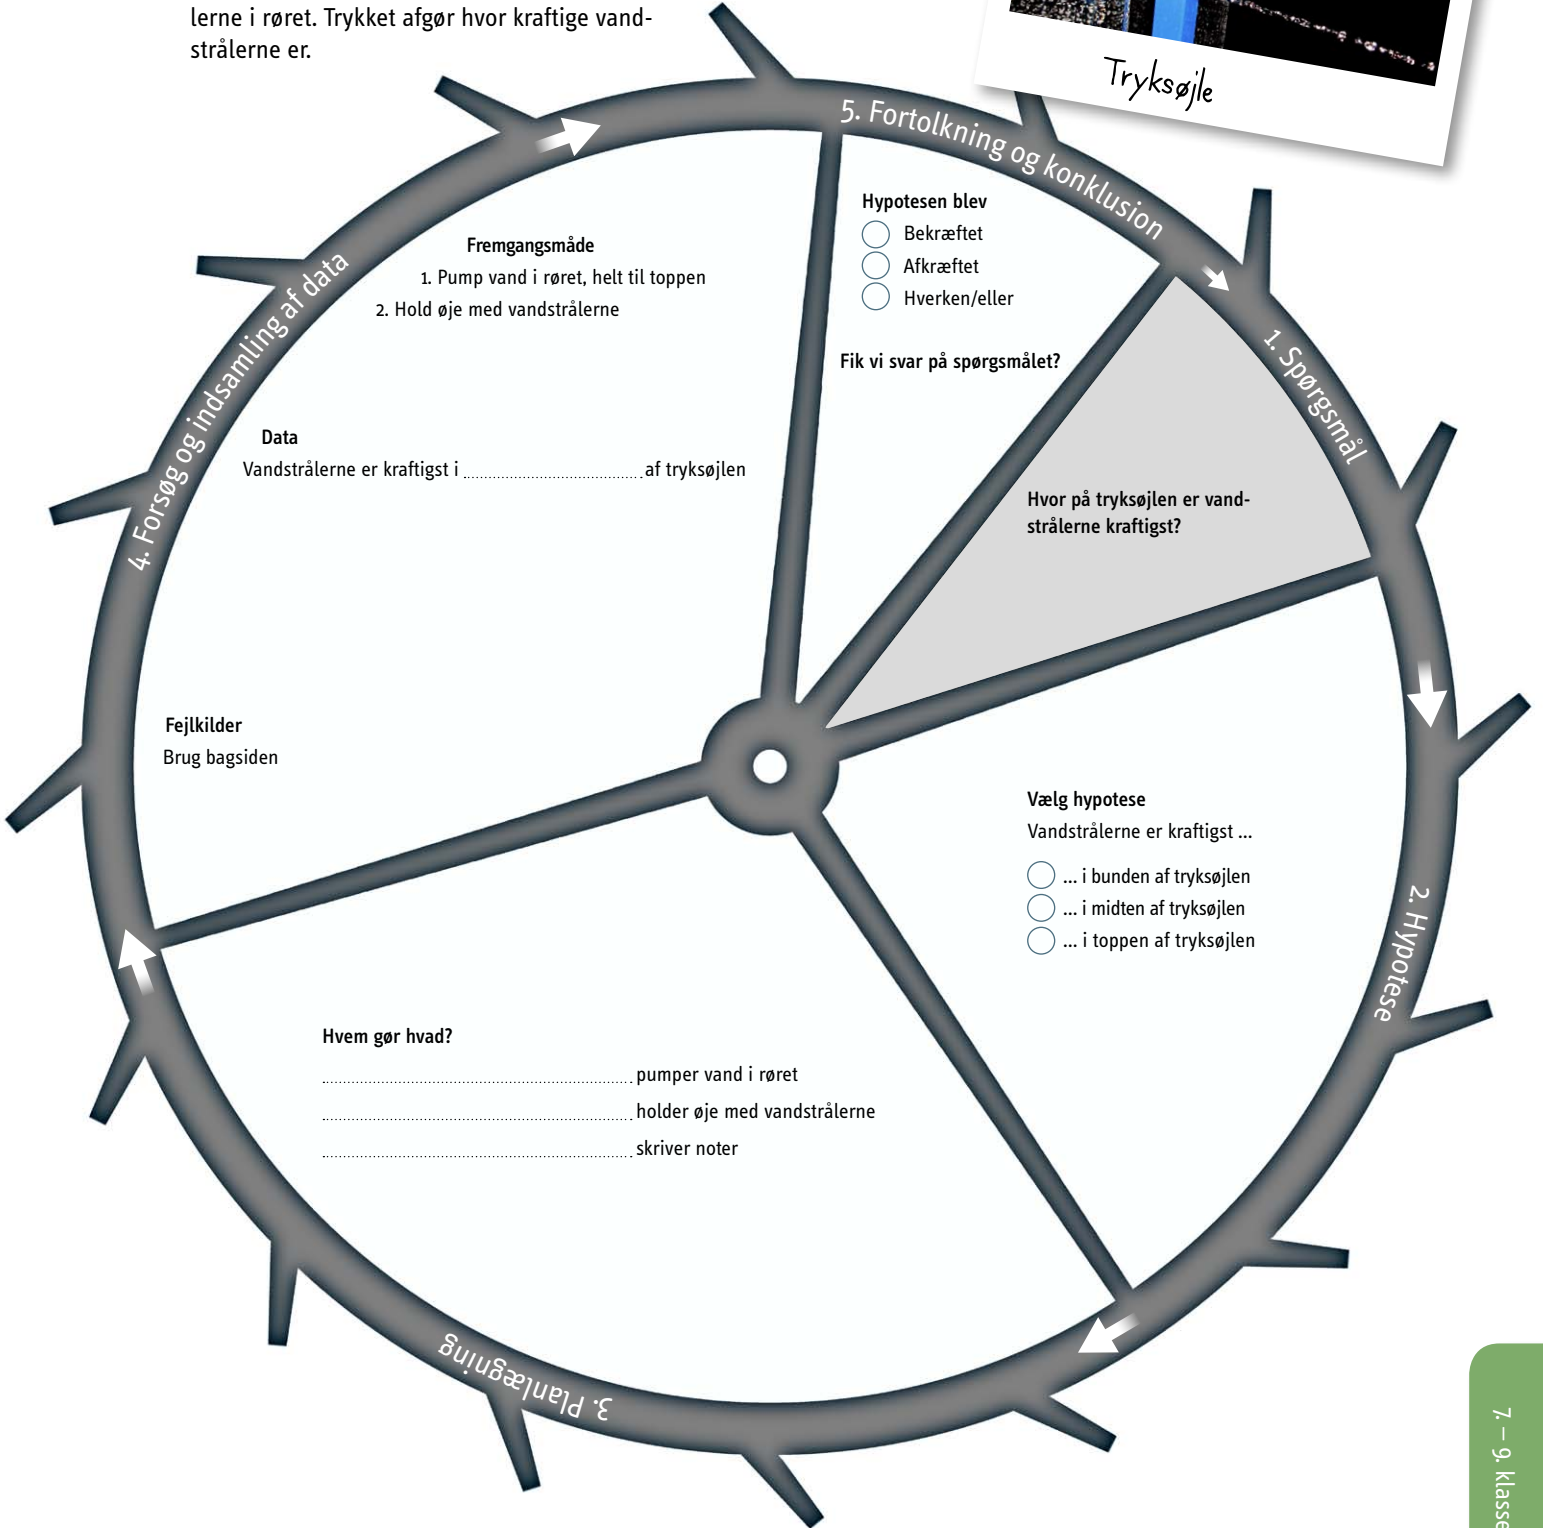 lerne i røret. Trykket afgør hvor kraftige vand-
strålerne er.
Tryksøjle
5. Fortolkning og konklusion
Hypotesen blev
Bekræftet
Afkræftet
Hverken/eller
Fik vi svar på spørgsmålet?
1. Spørgsmål
Hvor på tryksøjlen er vand-
strålerne kraftigst?
2. Hypotese
Vælg hypotese
Vandstrålerne er kraftigst ...
... i bunden af tryksøjlen
... i midten af tryksøjlen
... i toppen af tryksøjlen
3. Planlægning
Hvem gør hvad?
pumper vand i røret
holder øje med vandstrålerne
skriver noter
4. Forsøg og indsamling af data
Fremgangsmåde
1. Pump vand i røret, helt til toppen
2. Hold øje med vandstrålerne
Data
Vandstrålerne er kraftigst i ........................................ af tryksøjlen
Fejlkilder
Brug bagsiden
7. – 9. klasse